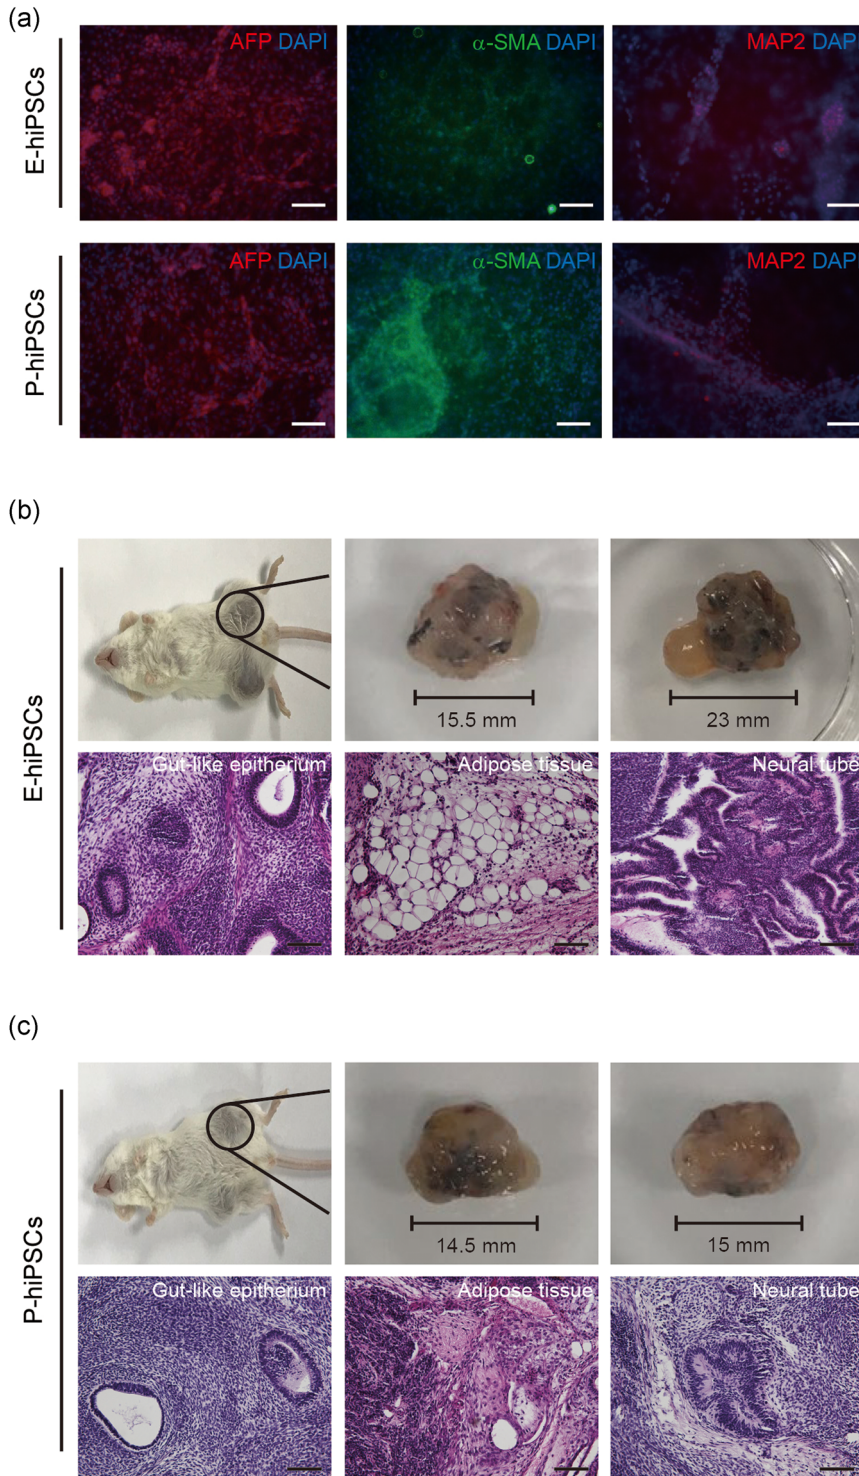 (a)
E-hiPSCs
AFP DAPI
α-SMA DAPI
MAP2 DAP
P-hiPSCs
AFP DAPI
α-SMA DAPI
MAP2 DAP
(b)
E-hiPSCs
15.5 mm
23 mm
Gut-like epitherium
Adipose tissue
Neural tube
(c)
P-hiPSCs
14.5 mm
15 mm
Gut-like epitherium
Adipose tissue
Neural tube